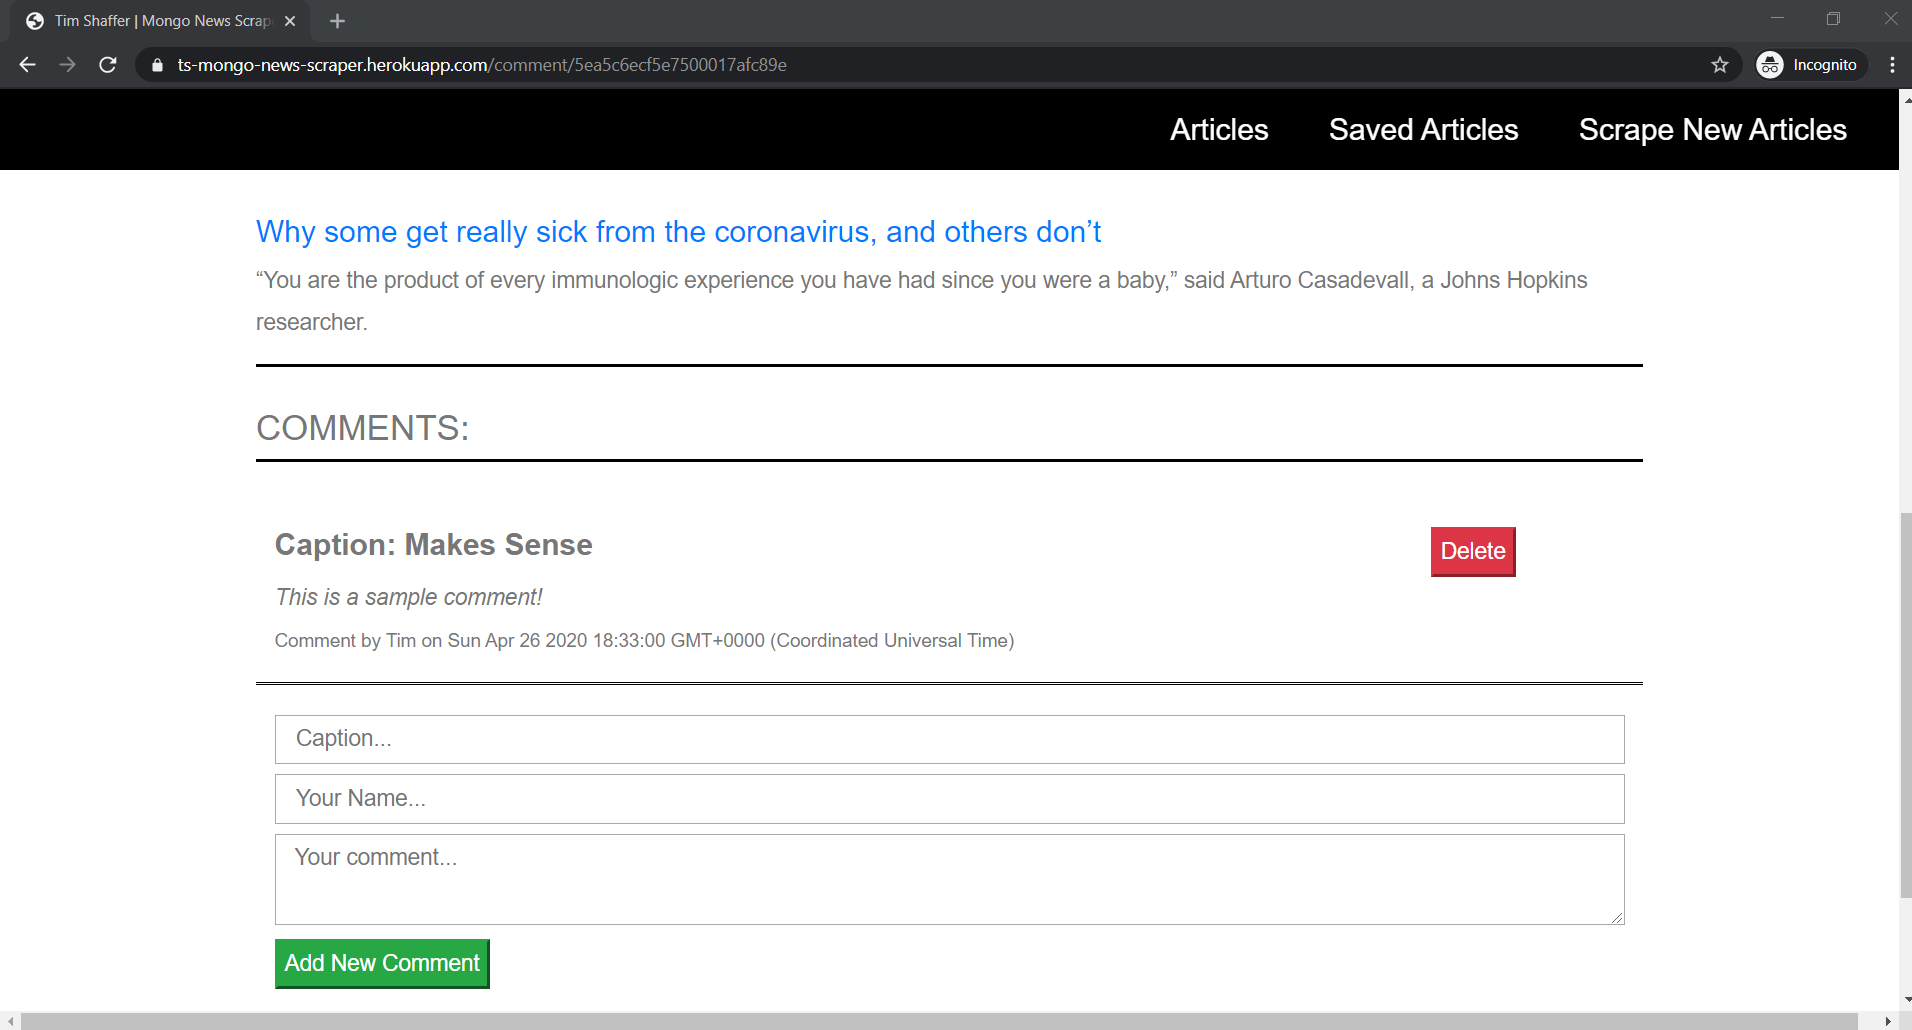 Tim Shaffer | Mongo News Scrap
ts-mongo-news-scraper.herokuapp.com/comment/5ea5c6ecf5e7500017afc89e
Incognito
Articles Saved Articles Scrape New Articles
Why some get really sick from the coronavirus, and others don’t
“You are the product of every immunologic experience you have had since you were a baby,” said Arturo Casadevall, a Johns Hopkins
researcher.
COMMENTS:
Caption: Makes Sense
Delete
This is a sample comment!
Comment by Tim on Sun Apr 26 2020 18:33:00 GMT+0000 (Coordinated Universal Time)
Caption...
Your Name...
Your comment...
Add New Comment